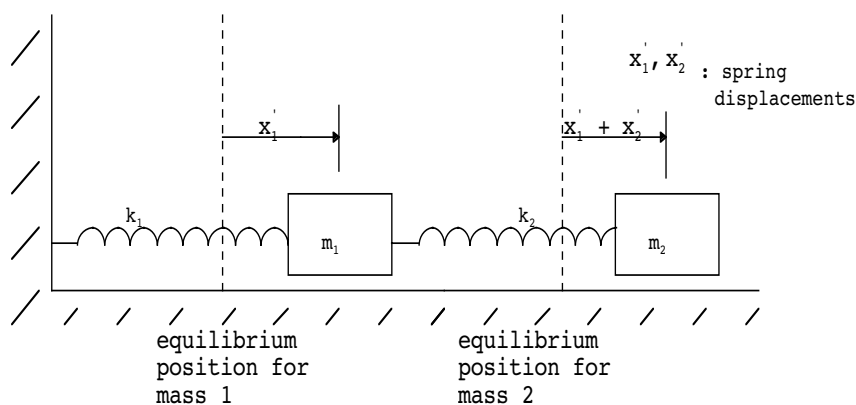 x₁', x₂' : spring
displacements
x₁'
x₁' + x₂'
k₁
k₂
m₁
m₂
equilibrium
position for
mass 1
equilibrium
position for
mass 2